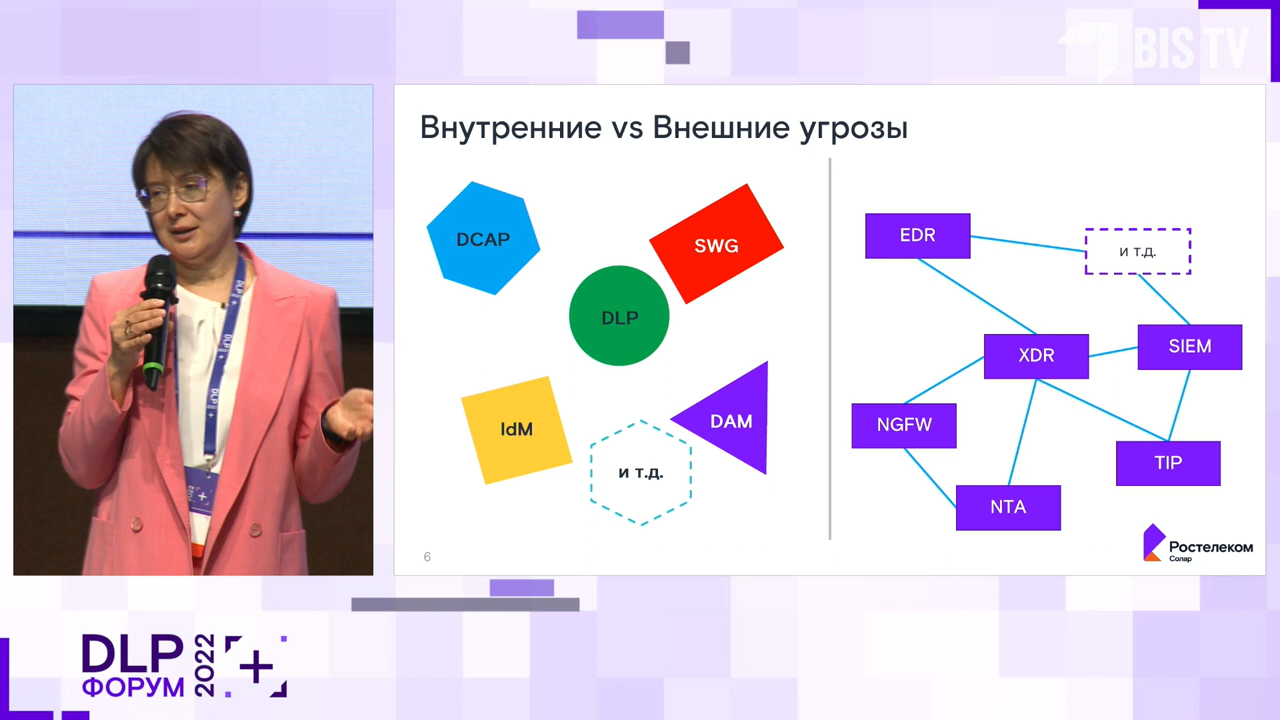 BIS TV
Внутренние vs Внешние угрозы
DCAP
SWG
DLP
IdM
DAM
и т.д.
EDR
и т.д.
XDR
SIEM
NGFW
TIP
NTA
6
Ростелеком
Солар
DLP
ФОРУМ
2022